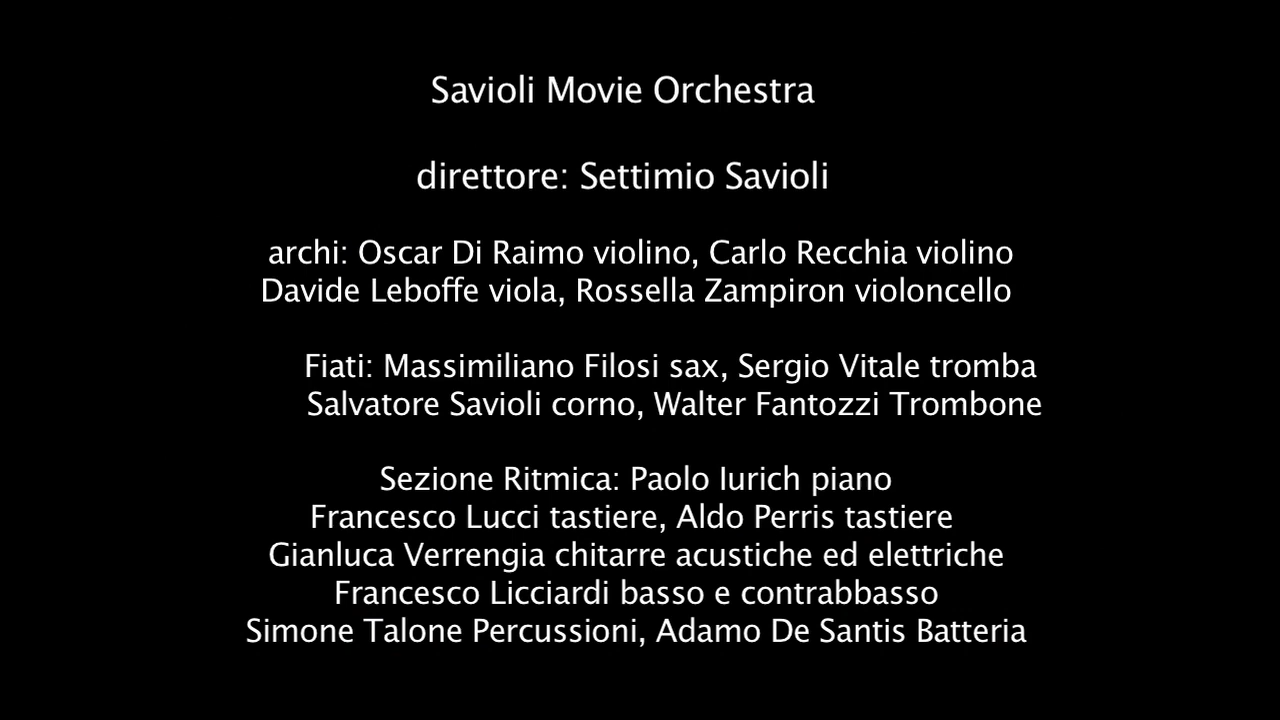 Savioli Movie Orchestra
direttore: Settimio Savioli
archi: Oscar Di Raimo violino, Carlo Recchia violino
Davide Leboffe viola, Rossella Zampiron violoncello
Fiati: Massimiliano Filosi sax, Sergio Vitale tromba
Salvatore Savioli corno, Walter Fantozzi Trombone
Sezione Ritmica: Paolo Iurich piano
Francesco Lucci tastiere, Aldo Perris tastiere
Gianluca Verrengia chitarre acustiche ed elettriche
Francesco Licciardi basso e contrabbasso
Simone Talone Percussioni, Adamo De Santis Batteria